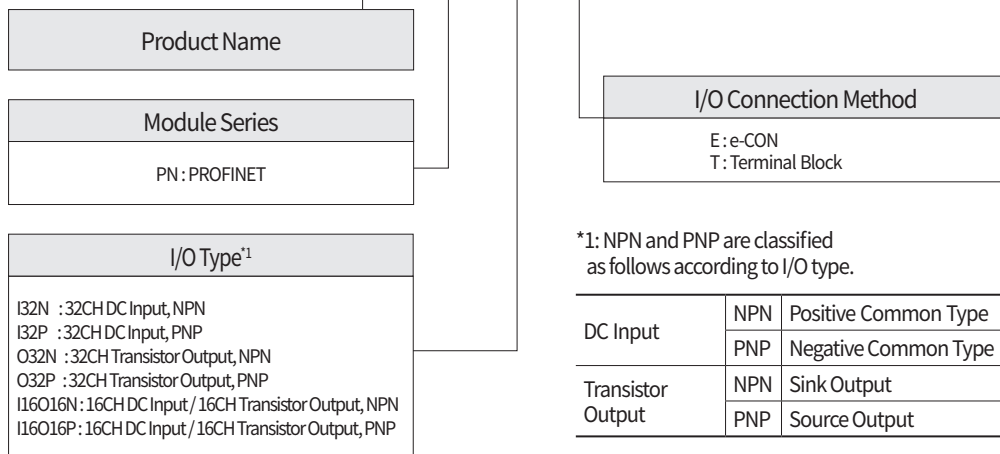 Product Name
Module Series
PN : PROFINET
I/O Type*1
I32N : 32CH DC Input, NPN
I32P : 32CH DC Input, PNP
O32N : 32CH Transistor Output, NPN
O32P : 32CH Transistor Output, PNP
I16O16N : 16CH DC Input / 16CH Transistor Output, NPN
I16O16P : 16CH DC Input / 16CH Transistor Output, PNP
I/O Connection Method
E : e-CON
T : Terminal Block
*1: NPN and PNP are classified
as follows according to I/O type.
DC Input
NPN Positive Common Type
PNP Negative Common Type
Transistor
Output
NPN Sink Output
PNP Source Output